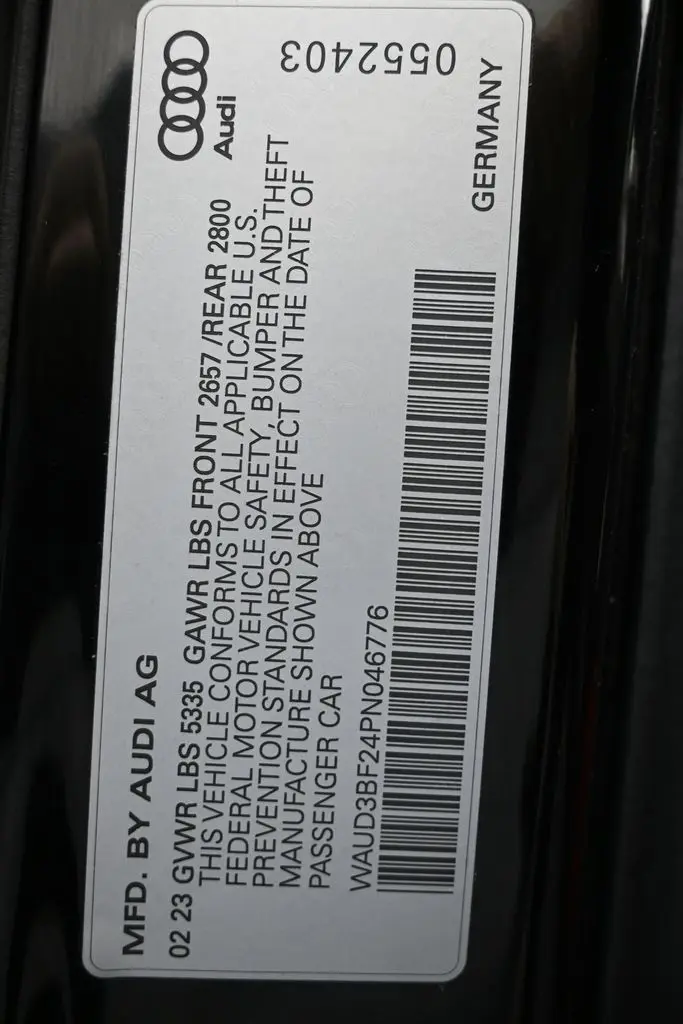 MFD. BY AUDI AG
Audi
02 23 GVWR LBS 5335 GAWR LBS FRONT 2657 /REAR 2800
THIS VEHICLE CONFORMS TO ALL APPLICABLE U.S.
FEDERAL MOTOR VEHICLE SAFETY, BUMPER AND THEFT
PREVENTION STANDARDS IN EFFECT ON THE DATE OF
MANUFACTURE SHOWN ABOVE
PASSENGER CAR
WAUD3BF24PN046776
0552403
GERMANY